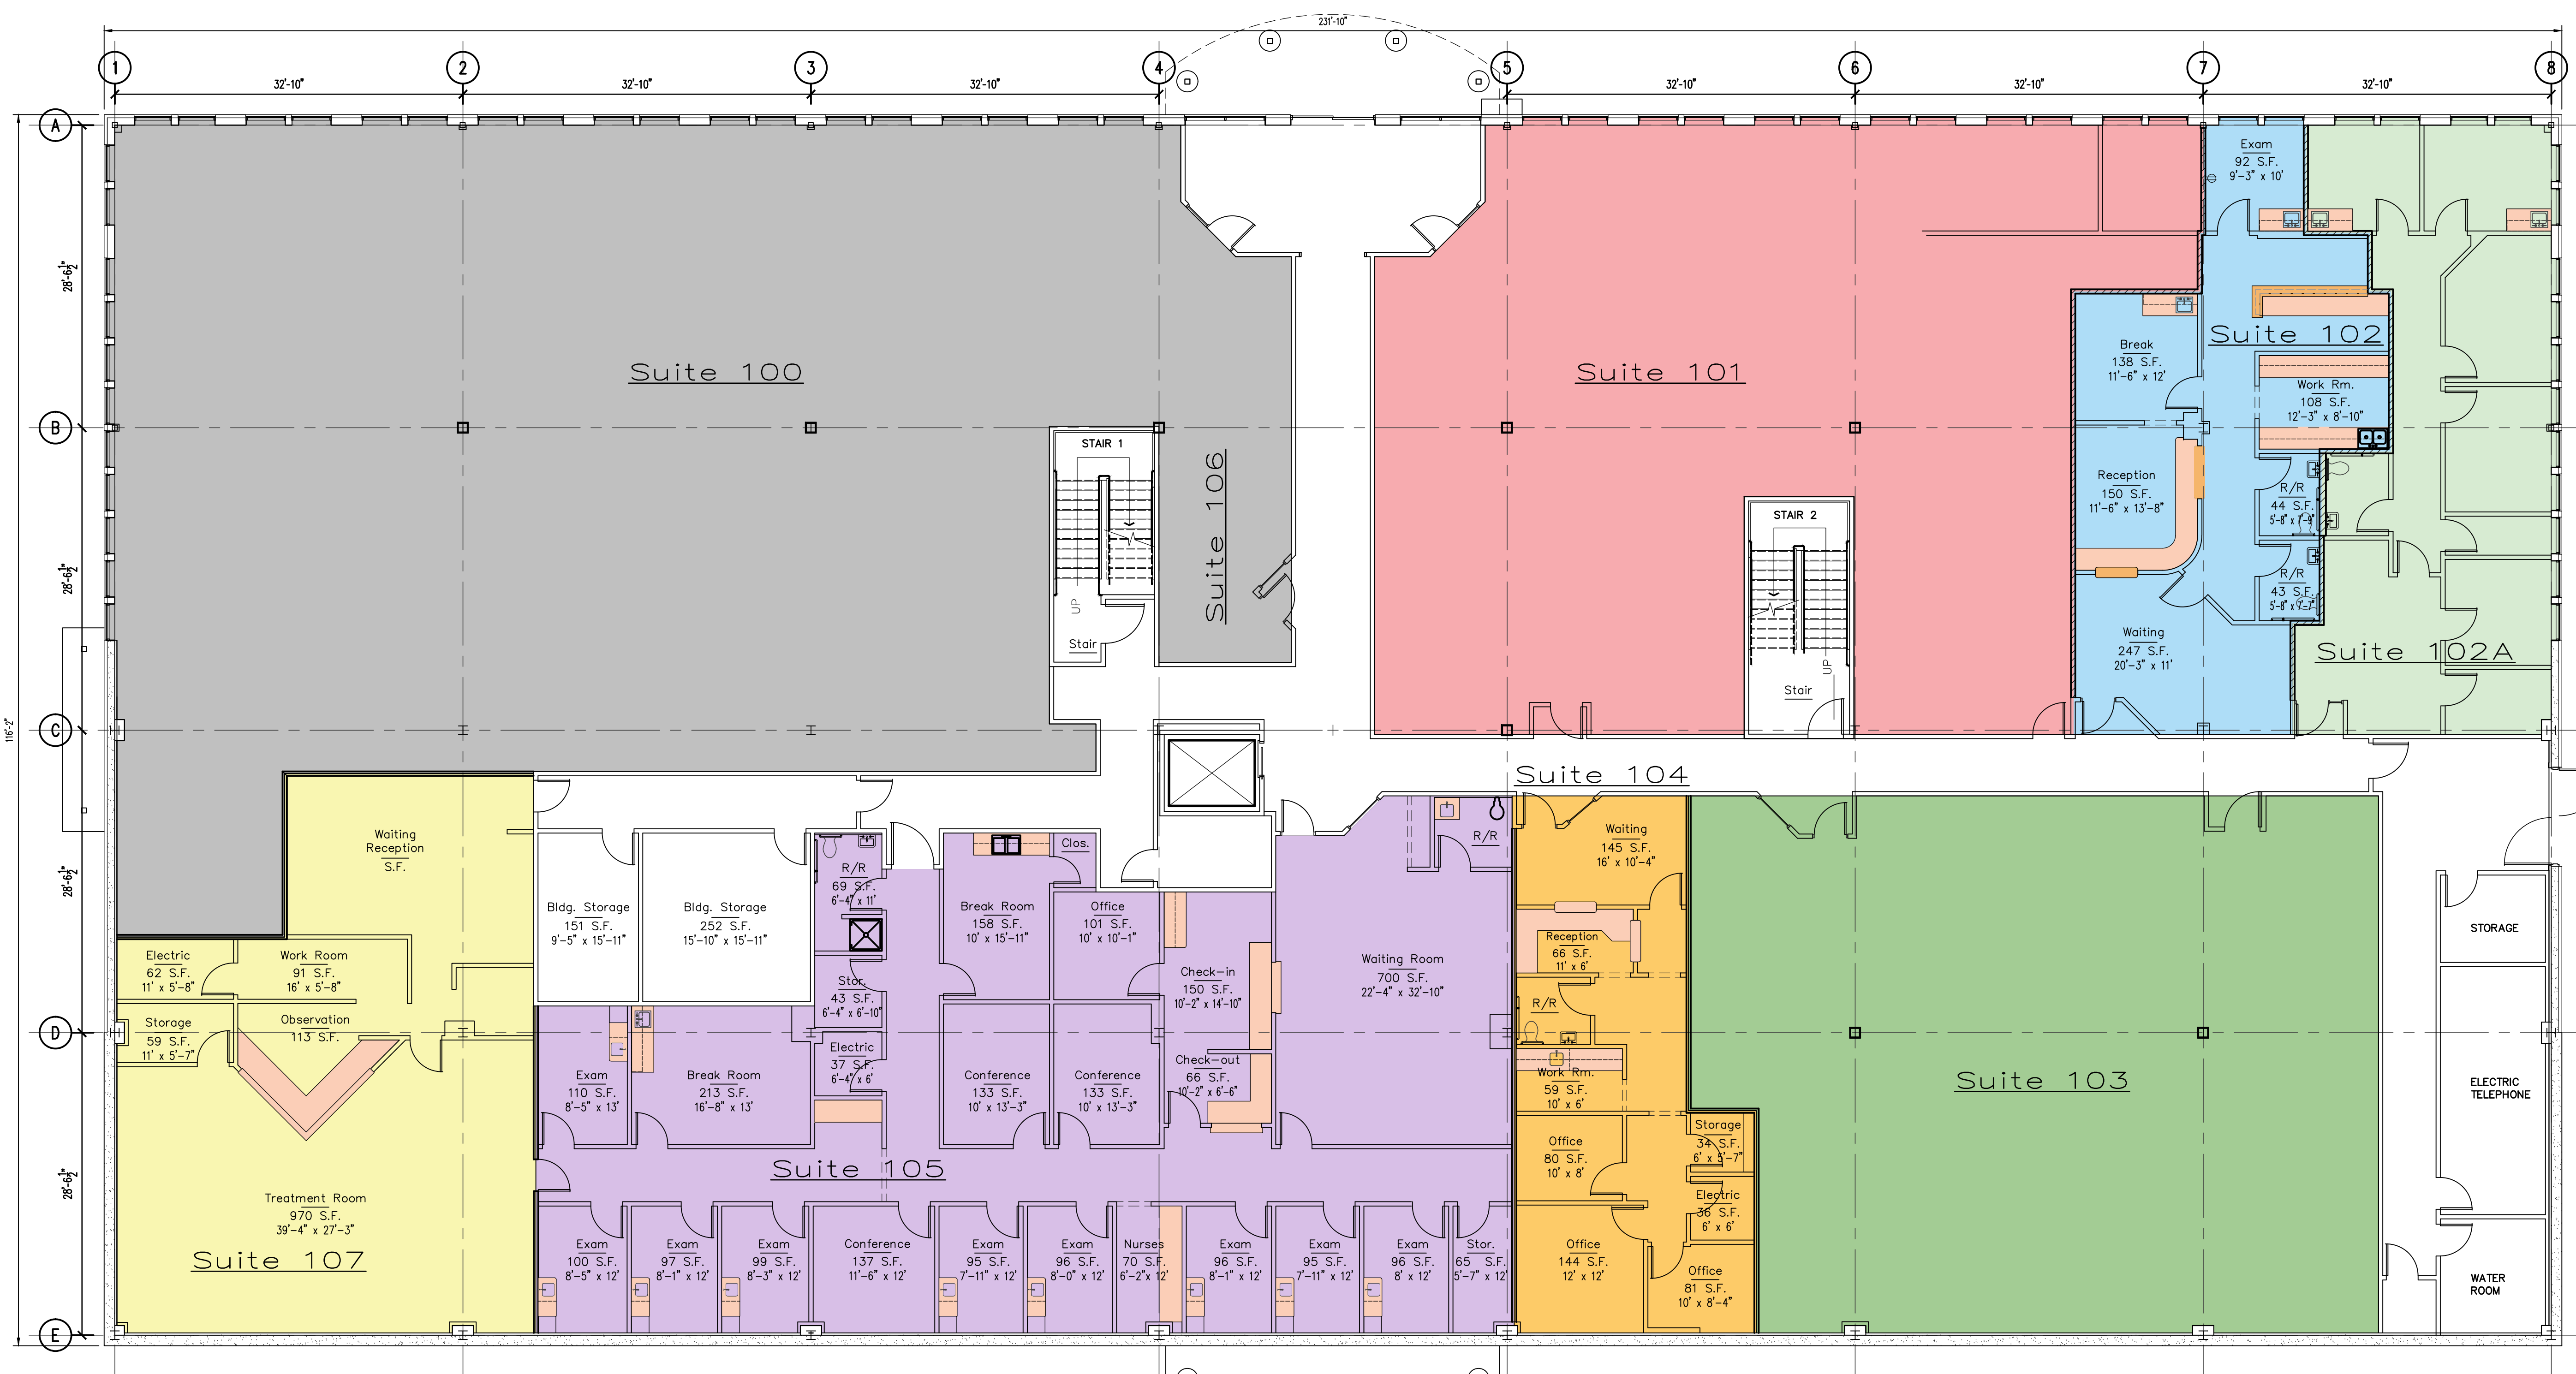 231'-10"
1
2
3
4
5
6
7
8
32'-10"
32'-10"
32'-10"
32'-10"
32'-10"
32'-10"
A
B
C
D
E
28'-6½"
28'-6½"
28'-6½"
28'-6½"
116'-2"
Suite 100
STAIR 1
UP
Stair
Suite 106
Suite 101
STAIR 2
UP
Stair
Exam
92 S.F.
9'-3" x 10'
Suite 102
Break
138 S.F.
11'-6" x 12'
Work Rm.
108 S.F.
12'-3" x 8'-10"
Reception
150 S.F.
11'-6" x 13'-8"
R/R
44 S.F.
5'-8" x 7'-9"
R/R
43 S.F.
5'-8" x 7'-7"
Waiting
247 S.F.
20'-3" x 11'
Suite 102A
Waiting
Reception
S.F.
Electric
62 S.F.
11' x 5'-8"
Work Room
91 S.F.
16' x 5'-8"
Storage
59 S.F.
11' x 5'-7"
Observation
113 S.F.
Treatment Room
970 S.F.
39'-4" x 27'-3"
Suite 107
Bldg. Storage
151 S.F.
9'-5" x 15'-11"
Bldg. Storage
252 S.F.
15'-10" x 15'-11"
R/R
69 S.F.
6'-4" x 11'
Stor.
43 S.F.
6'-4" x 6'-10"
Electric
37 S.F.
6'-4" x 6'
Break Room
158 S.F.
10' x 15'-11"
Clos.
Office
101 S.F.
10' x 10'-1"
Exam
110 S.F.
8'-5" x 13'
Break Room
213 S.F.
16'-8" x 13'
Conference
133 S.F.
10' x 13'-3"
Conference
133 S.F.
10' x 13'-3"
Check-in
150 S.F.
10'-2" x 14'-10"
Check-out
66 S.F.
10'-2" x 6'-6"
Waiting Room
700 S.F.
22'-4" x 32'-10"
R/R
Suite 105
Exam
100 S.F.
8'-5" x 12'
Exam
97 S.F.
8'-1" x 12'
Exam
99 S.F.
8'-3" x 12'
Conference
137 S.F.
11'-6" x 12'
Exam
95 S.F.
7'-11" x 12'
Exam
96 S.F.
8'-0" x 12'
Nurses
70 S.F.
6'-2" x 12'
Exam
96 S.F.
8'-1" x 12'
Exam
95 S.F.
7'-11" x 12'
Exam
96 S.F.
8' x 12'
Stor.
65 S.F.
5'-7" x 12'
Suite 104
Waiting
145 S.F.
16' x 10'-4"
Reception
66 S.F.
11' x 6'
R/R
Work Rm.
59 S.F.
10' x 6'
Office
80 S.F.
10' x 8'
Storage
34 S.F.
6' x 5'-7"
Electric
36 S.F.
6' x 6'
Office
144 S.F.
12' x 12'
Office
81 S.F.
10' x 8'-4"
Suite 103
STORAGE
ELECTRIC
TELEPHONE
WATER
ROOM